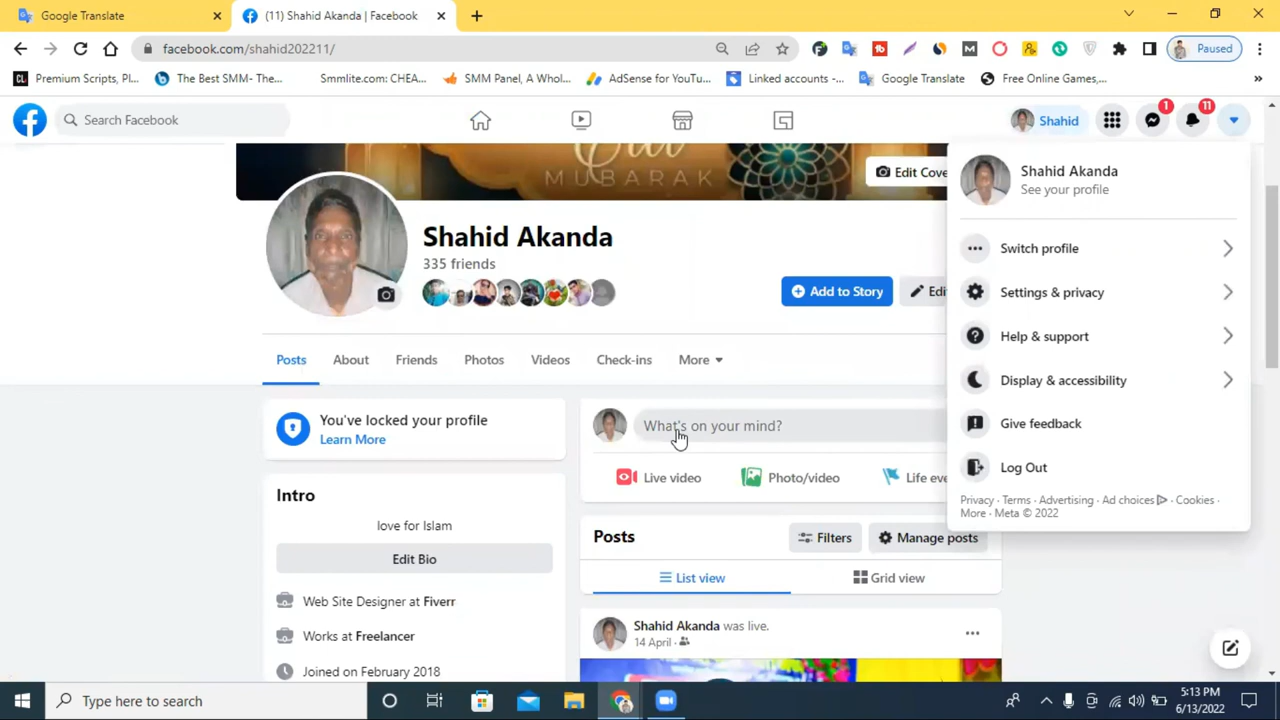 Google Translate
(11) Shahid Akanda | Facebook
facebook.com/shahid202211/
Paused
Premium Scripts, Pl...
The Best SMM- The...
Smmlite.com: CHEA...
SMM Panel, A Whol...
AdSense for YouTu...
Linked accounts -...
Google Translate
Free Online Games,...
Search Facebook
Shahid
1
11
MUBARAK
Edit Cove
Shahid Akanda
335 friends
Add to Story
Edi
Posts
About
Friends
Photos
Videos
Check-ins
More
You've locked your profile
Learn More
What's on your mind?
Live video
Photo/video
Life eve
Intro
love for Islam
Edit Bio
Web Site Designer at Fiverr
Works at Freelancer
Joined on February 2018
Posts
Filters
Manage posts
List view
Grid view
Shahid Akanda was live.
14 April ·
Shahid Akanda
See your profile
Switch profile
Settings & privacy
Help & support
Display & accessibility
Give feedback
Log Out
Privacy · Terms · Advertising · Ad choices · Cookies ·
More · Meta © 2022
Type here to search
5:13 PM
6/13/2022